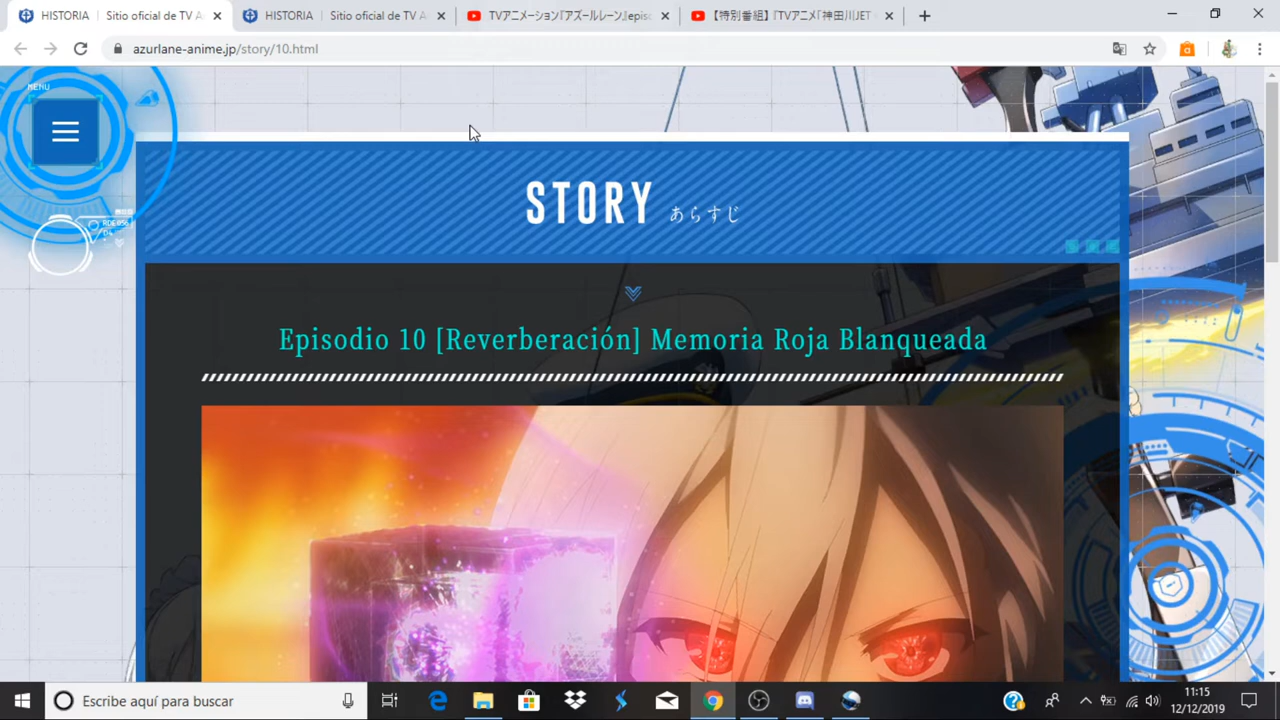 HISTORIA Sitio oficial de TV A
HISTORIA Sitio oficial de TV A
TVアニメーション『アズールレーン』episo
【特別番組】『TVアニメ「神田川JET
azurlane-anime.jp/story/10.html
MENU
STORY あらすじ
Episodio 10 [Reverberación] Memoria Roja Blanqueada
Escribe aquí para buscar
11:15
12/12/2019